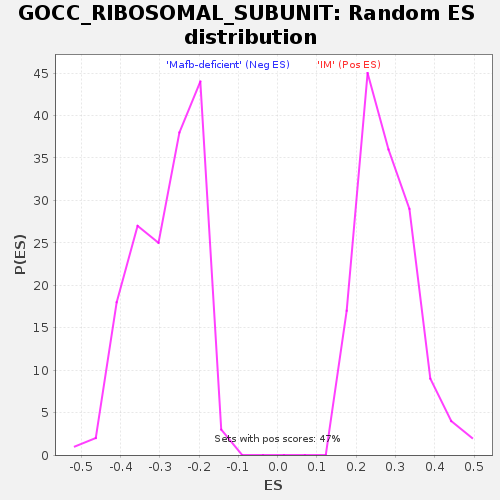 GOCC_RIBOSOMAL_SUBUNIT: Random ES
distribution
'Mafb-deficient' (Neg ES)
'IM' (Pos ES)
45
40
35
30
25
20
15
10
5
0
P(ES)
Sets with pos scores: 47%
-0.5 -0.4 -0.3 -0.2 -0.1 0.0 0.1 0.2 0.3 0.4 0.5
ES